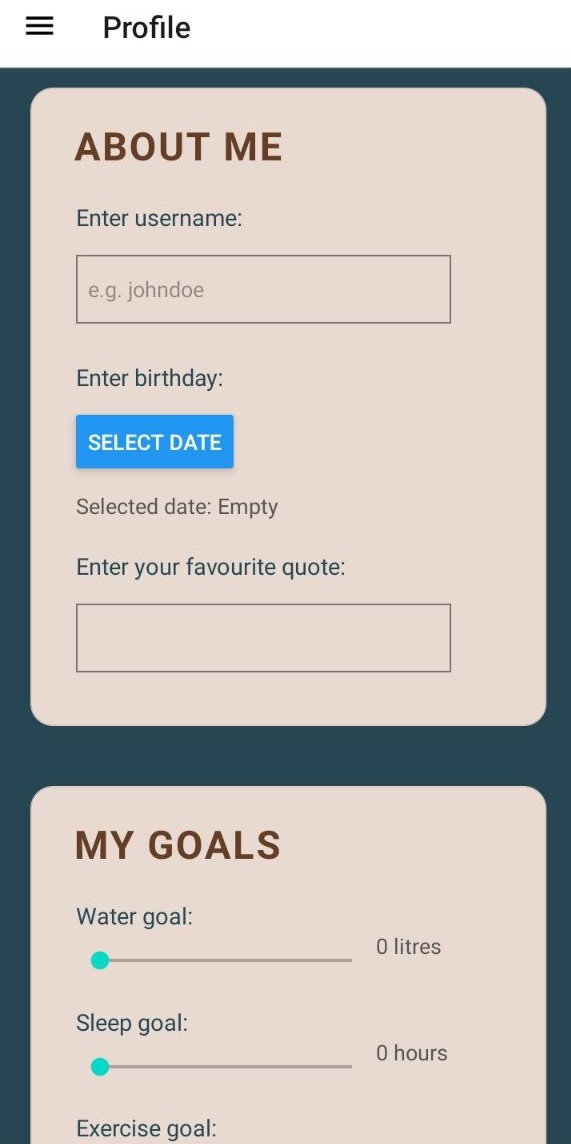 Profile
ABOUT ME
Enter username:
e.g. johndoe
Enter birthday:
SELECT DATE
Selected date: Empty
Enter your favourite quote:
MY GOALS
Water goal:
0 litres
Sleep goal:
0 hours
Exercise goal: